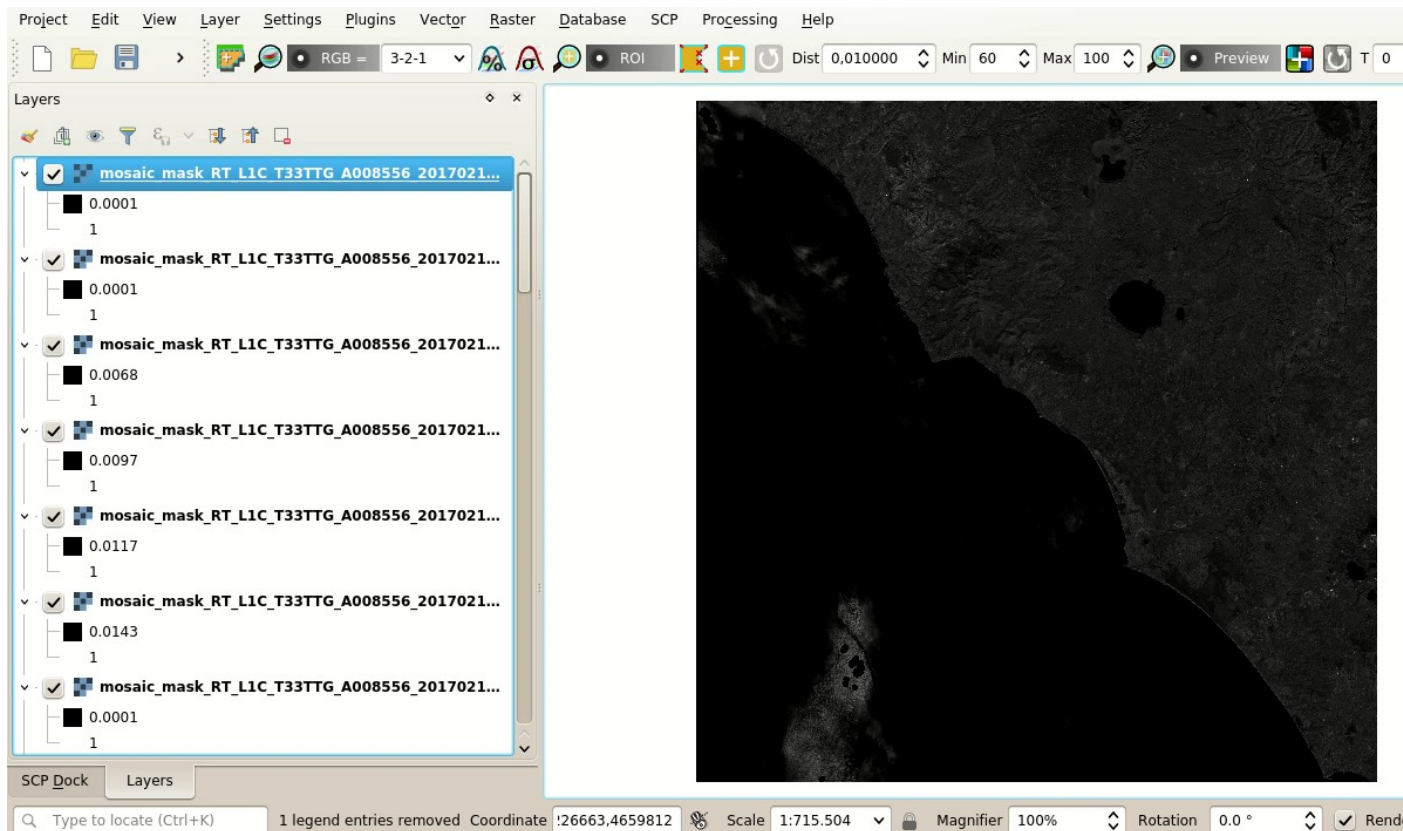 Project Edit View Layer Settings Plugins Vector Raster Database SCP Processing Help
RGB = 3-2-1 ROI Dist 0,010000 Min 60 Max 100 Preview T 0
Layers
mosaic_mask_RT_L1C_T33TTG_A008556_2017021...
0.0001
1
mosaic_mask_RT_L1C_T33TTG_A008556_2017021...
0.0001
1
mosaic_mask_RT_L1C_T33TTG_A008556_2017021...
0.0068
1
mosaic_mask_RT_L1C_T33TTG_A008556_2017021...
0.0097
1
mosaic_mask_RT_L1C_T33TTG_A008556_2017021...
0.0117
1
mosaic_mask_RT_L1C_T33TTG_A008556_2017021...
0.0143
1
mosaic_mask_RT_L1C_T33TTG_A008556_2017021...
0.0001
1
SCP Dock Layers
Type to locate (Ctrl+K) 1 legend entries removed Coordinate 26663,4659812 Scale 1:715.504 Magnifier 100% Rotation 0.0 ° Rend